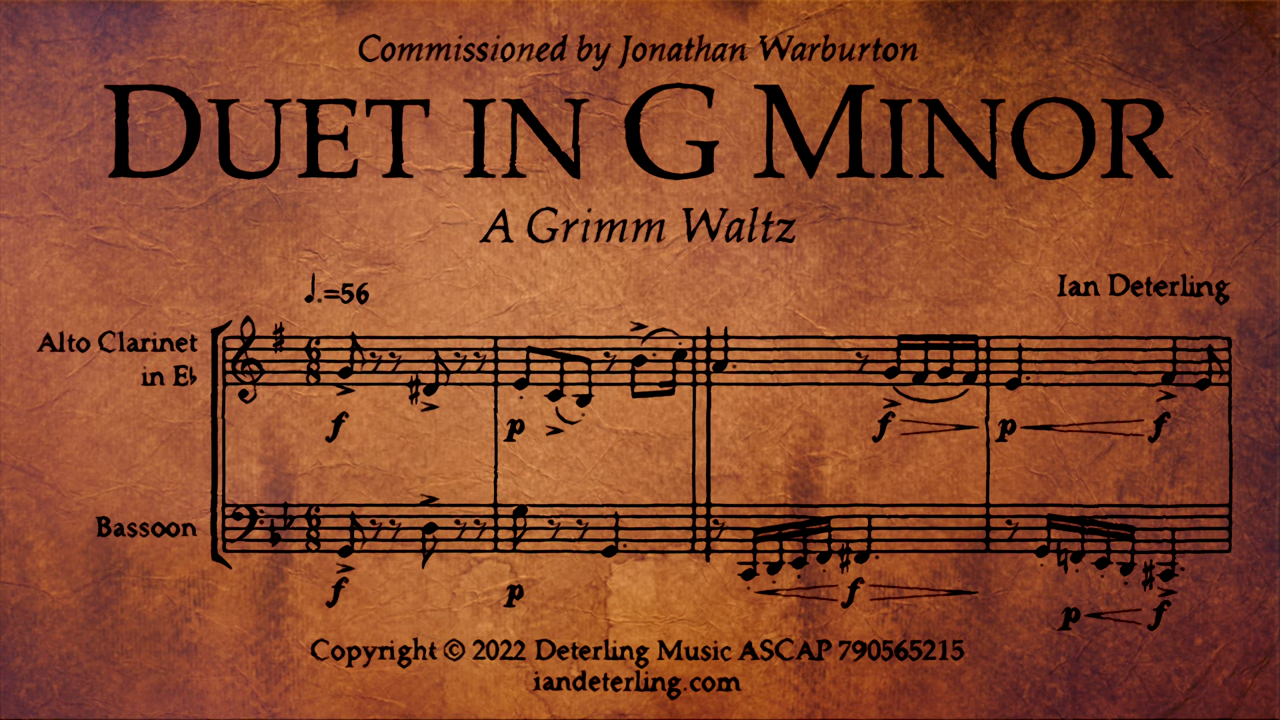 Commissioned by Jonathan Warburton
DUET IN G MINOR
A Grimm Waltz
♩.=56
Ian Deterling
Alto Clarinet
in E♭
f p f p f
Bassoon
f p f p f
Copyright © 2022 Deterling Music ASCAP 790565215
iandeterling.com